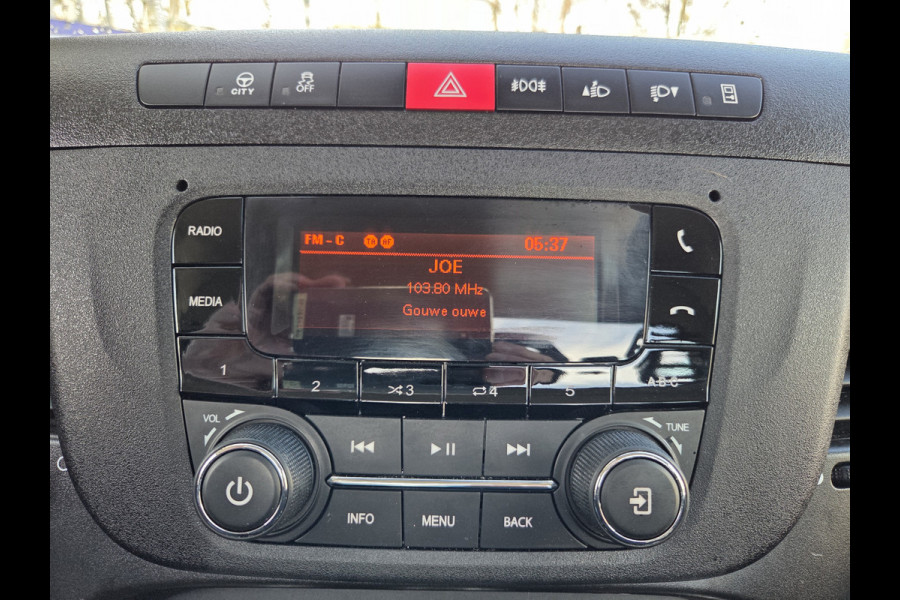 CITY
OFF
RADIO
MEDIA
FM-C TA AF 05:37
JOE
103.80 MHz
Gouwe ouwe
1 2 3 4 5 ABC
VOL
TUNE
INFO MENU BACK